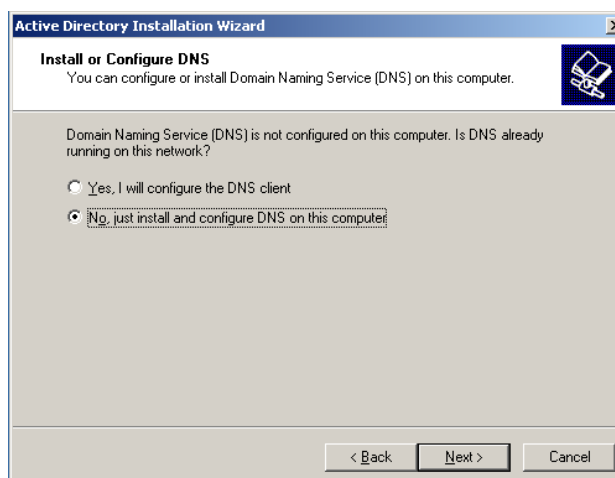 Active Directory Installation Wizard
Install or Configure DNS
You can configure or install Domain Naming Service (DNS) on this computer.
Domain Naming Service (DNS) is not configured on this computer. Is DNS already
running on this network?
Yes, I will configure the DNS client
No, just install and configure DNS on this computer
< Back Next > Cancel